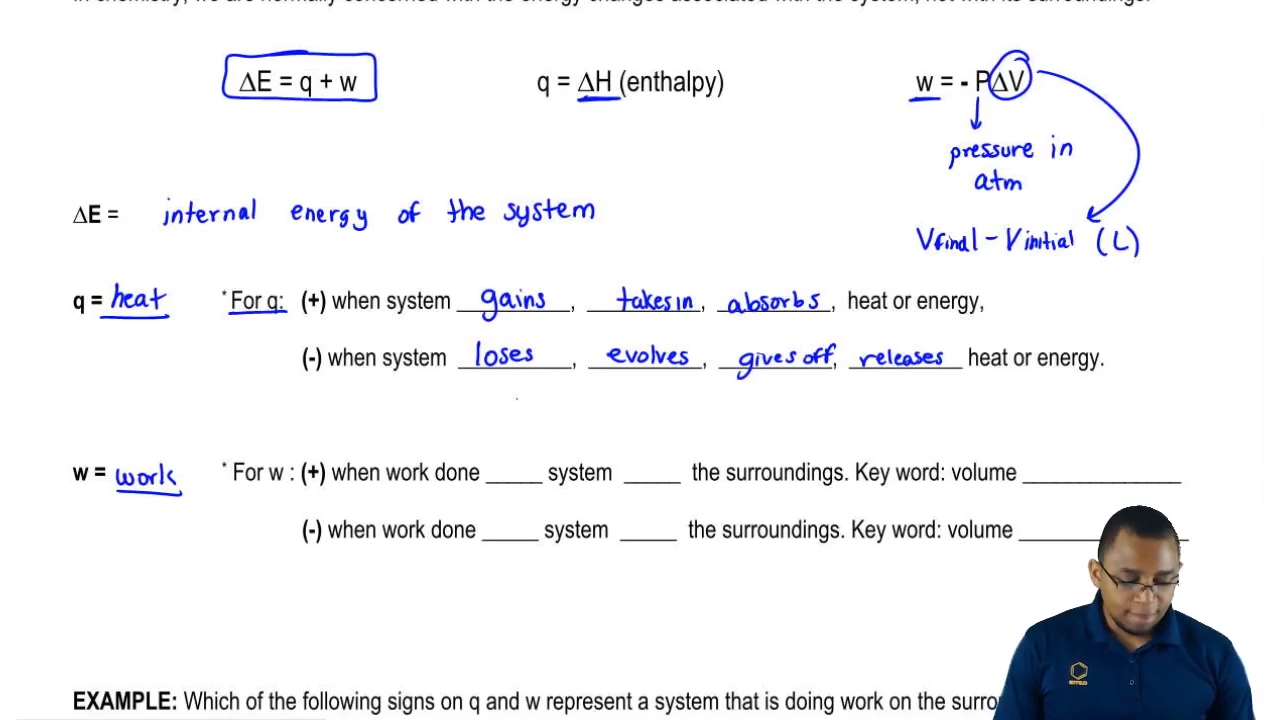 ΔE = q + w
q = ΔH (enthalpy)
w = - PΔV
pressure in
atm
ΔE = internal energy of the system
Vfinal - Vinitial (L)
q = heat * For q: (+) when system gains, takes in, absorbs, heat or energy,
(-) when system loses, evolves, gives off, releases heat or energy.
w = work * For w : (+) when work done _____ system _____ the surroundings. Key word: volume ______________
(-) when work done _____ system _____ the surroundings. Key word: volume ______________
EXAMPLE: Which of the following signs on q and w represent a system that is doing work on the